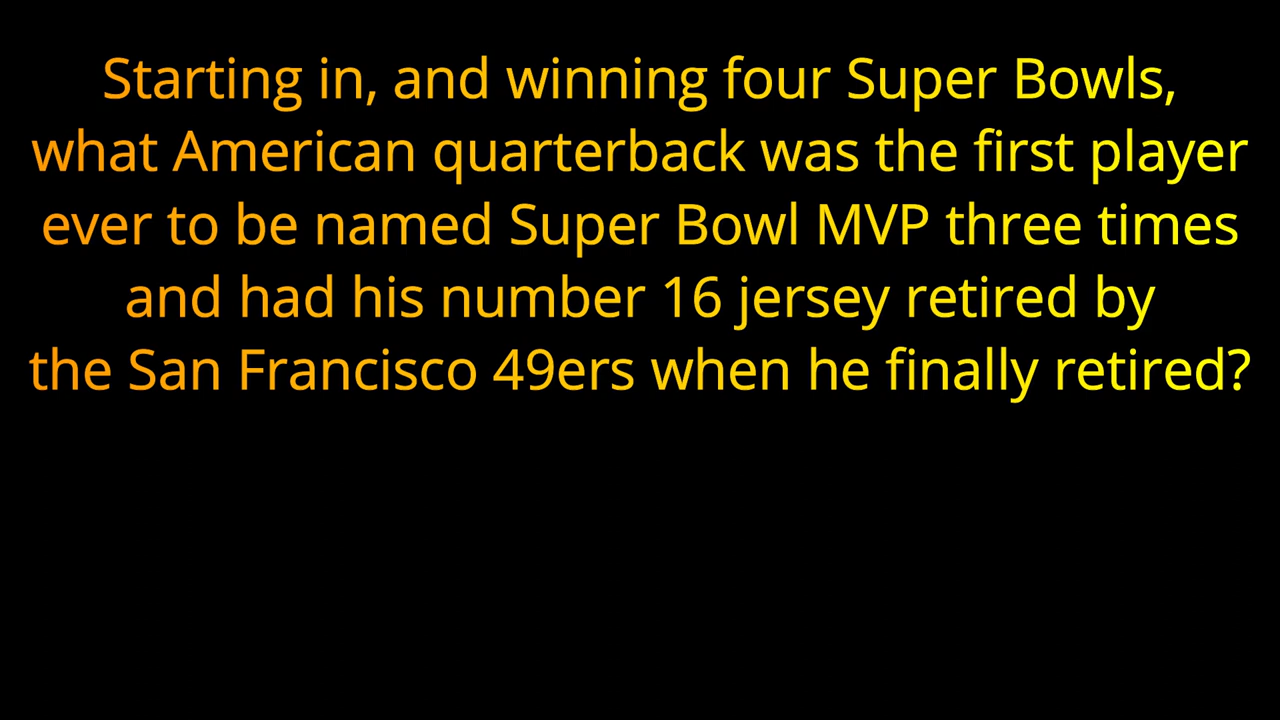 Starting in, and winning four Super Bowls,
what American quarterback was the first player
ever to be named Super Bowl MVP three times
and had his number 16 jersey retired by
the San Francisco 49ers when he finally retired?